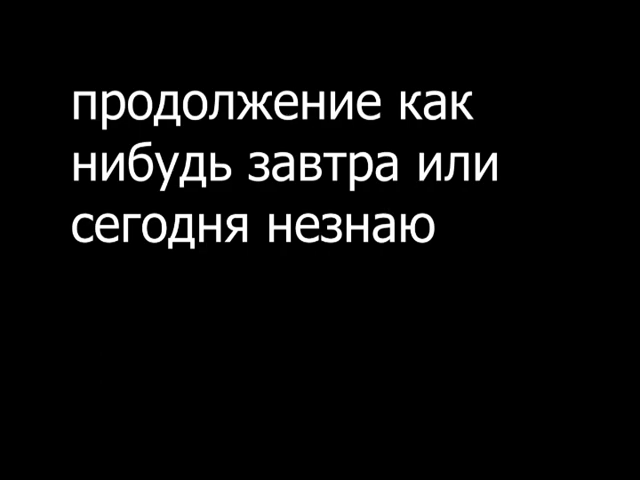 продолжение как
нибудь завтра или
сегодня незнаю